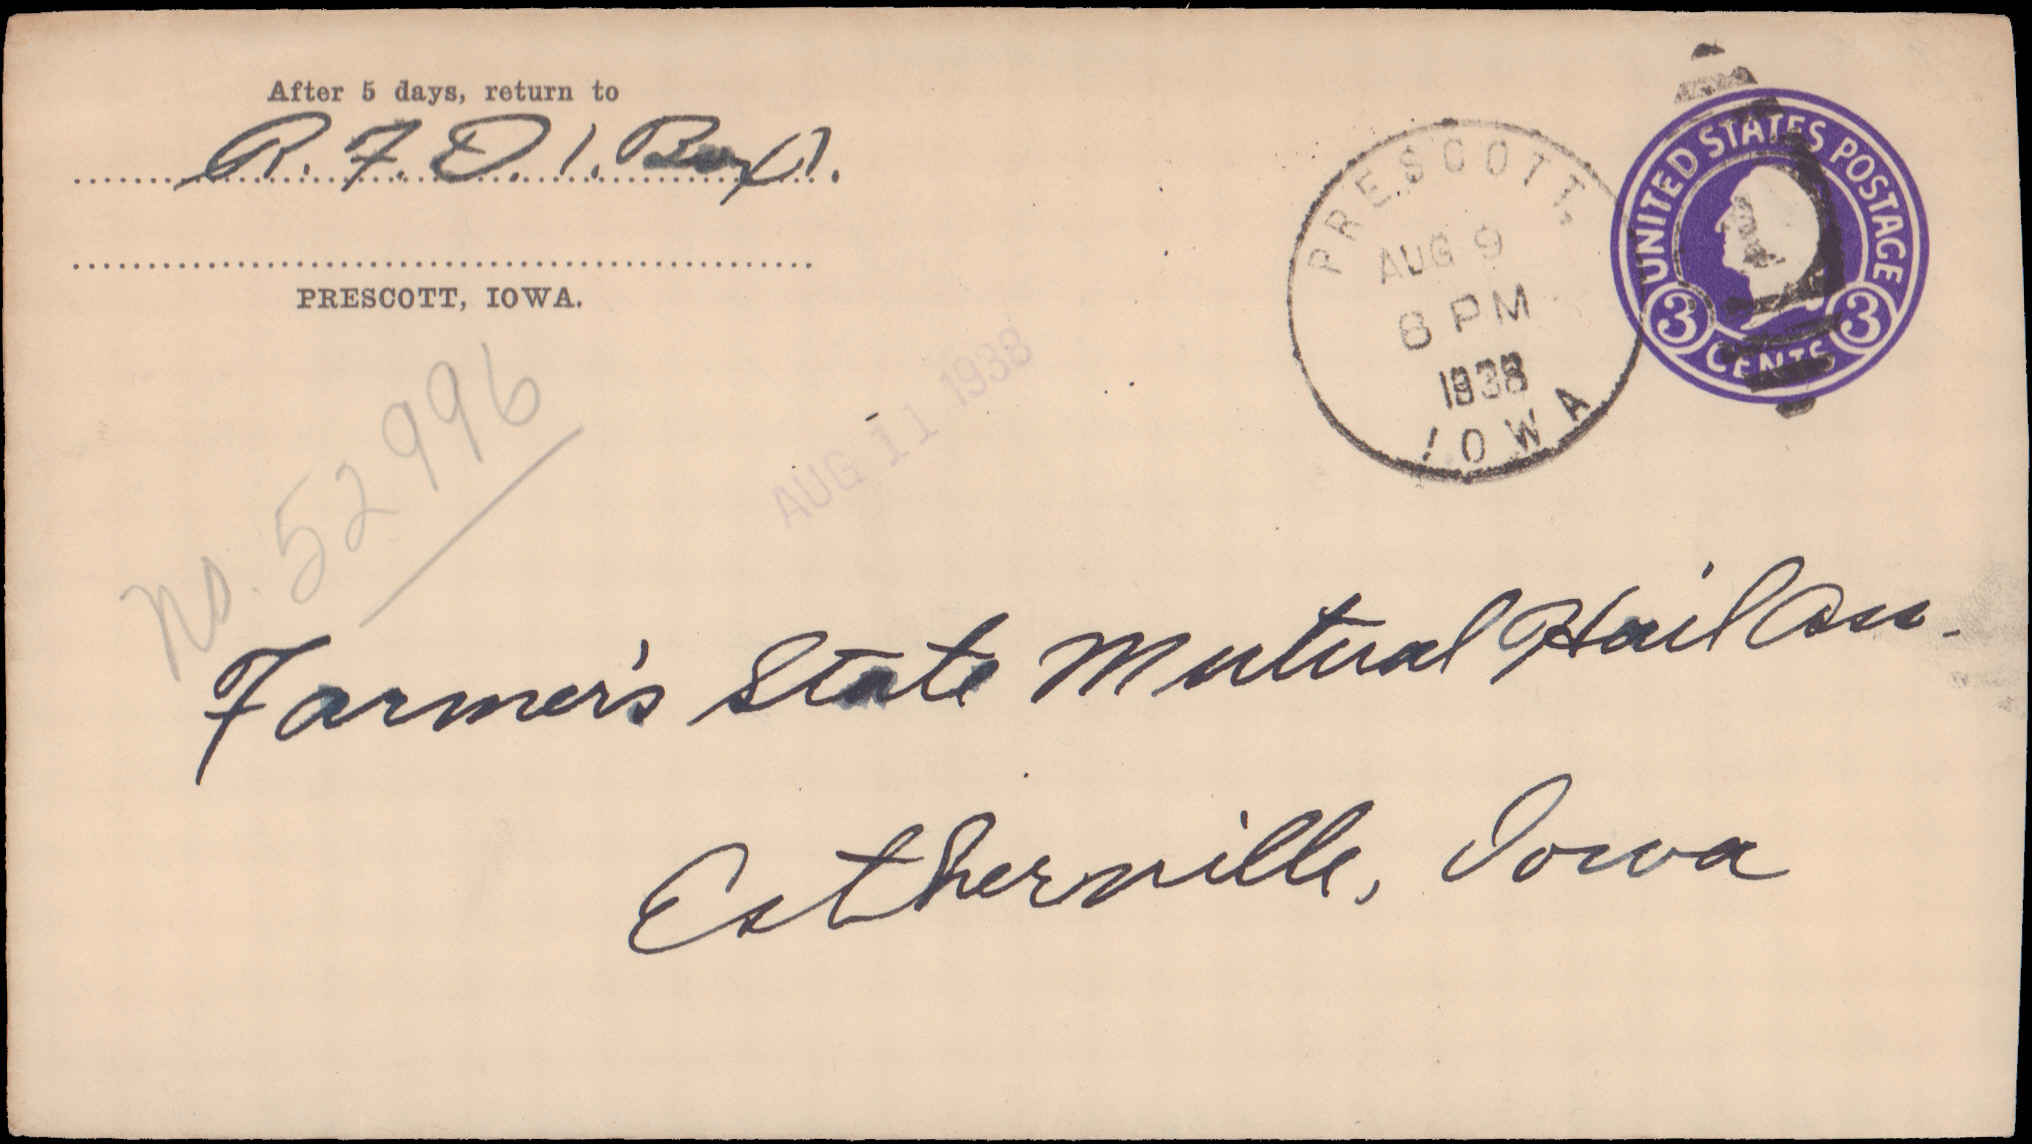 After 5 days, return to
R. F. D. 1. Box 1.
PRESCOTT, IOWA.
No. 52996
AUG 11 1938
PRESCOTT,
AUG 9
8 PM
1938
IOWA
UNITED STATES POSTAGE
3 CENTS 3
Farmer's State Mutual Hail Ass.
Estherville, Iowa